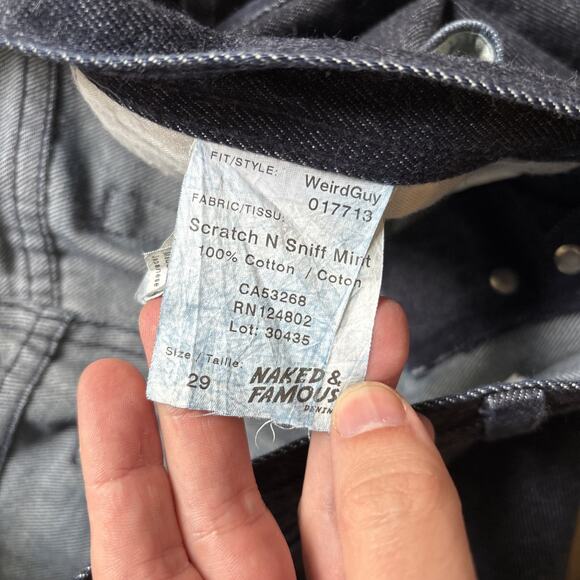 FIT/STYLE: WeirdGuy
017713
FABRIC/TISSU:
Scratch N Sniff Mint
100% Cotton / Coton
CA53268
RN124802
Lot: 30435
Size / Taille:
29
NAKED &
FAMOUS
DENIM